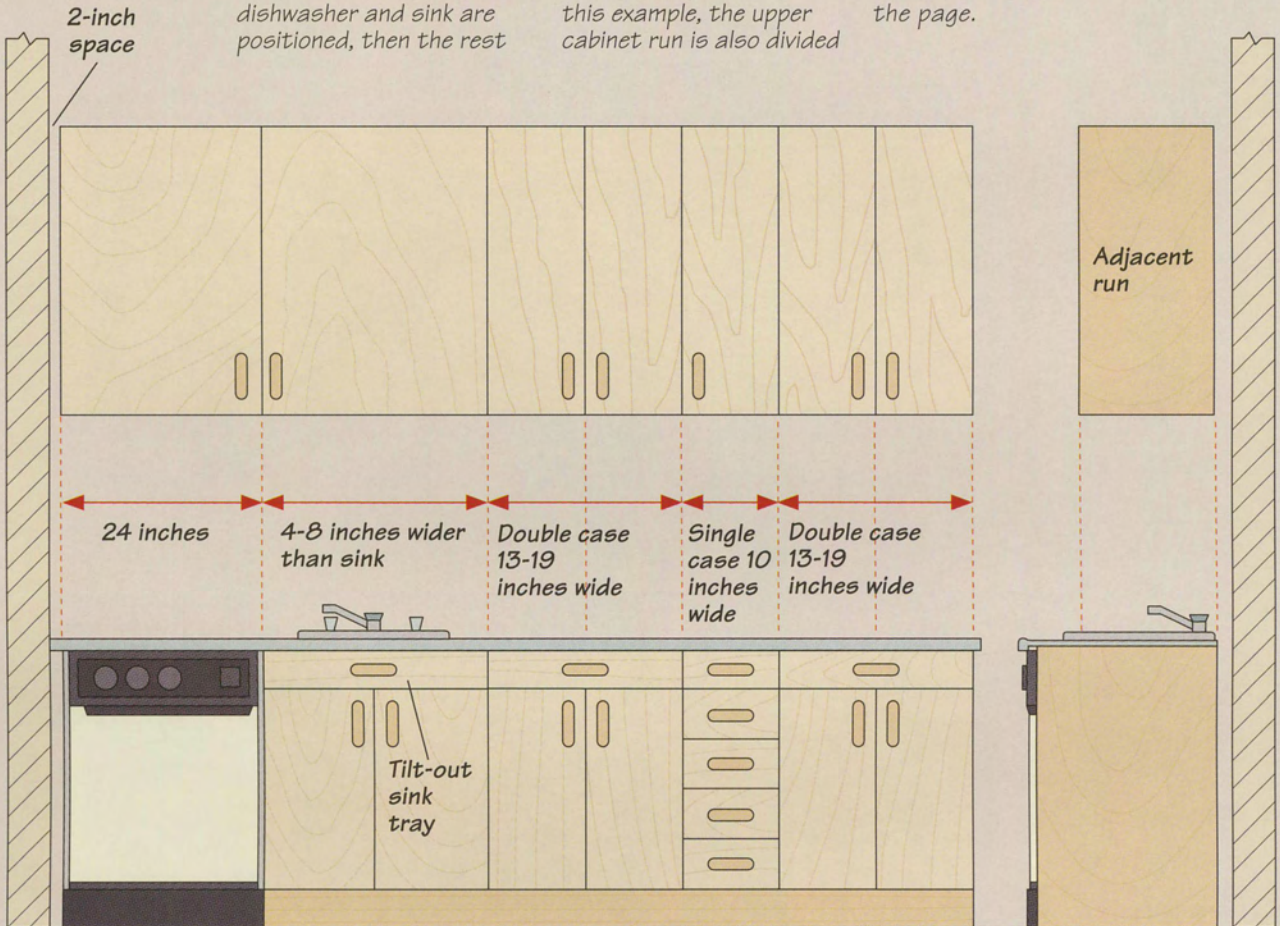 2-inch
space
dishwasher and sink are
positioned, then the rest
this example, the upper
cabinet run is also divided
the page.
Adjacent
run
24 inches
4-8 inches wider
than sink
Double case
13-19
inches wide
Single
case 10
inches
wide
Double case
13-19
inches wide
Tilt-out
sink
tray